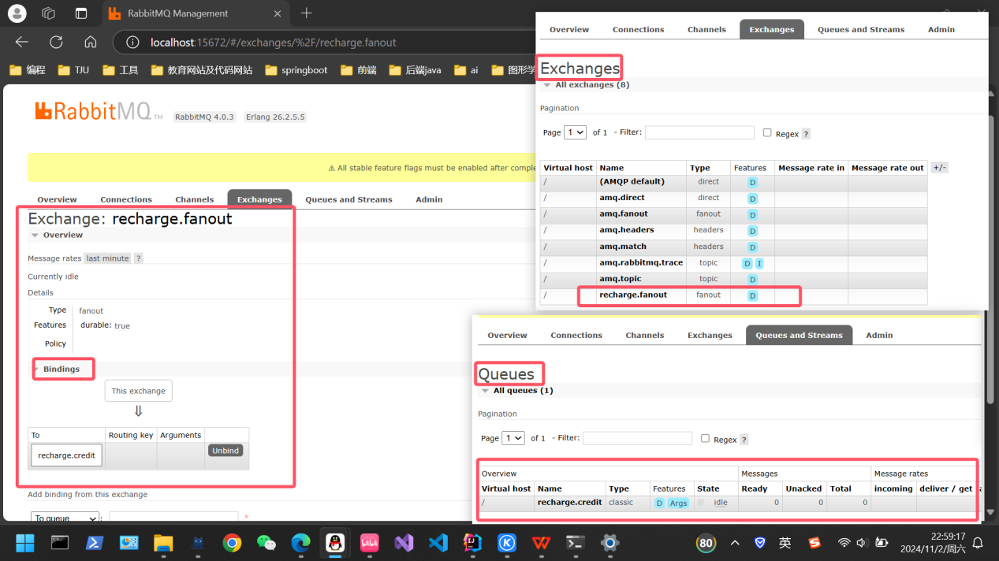 RabbitMQ Management
localhost:15672/#/exchanges/%2F/recharge.fanout
编程 TJU 工具 教育网站及代码网站 springboot 前端 后端java ai 图形学
RabbitMQ TM RabbitMQ 4.0.3 Erlang 26.2.5.5
⚠ All stable feature flags must be enabled after comple
Overview Connections Channels Exchanges Queues and Streams Admin
Exchange: recharge.fanout
Overview
Message rates last minute ?
Currently idle
Details
Type fanout
Features durable: true
Policy
Bindings
This exchange
⇓
To Routing key Arguments
recharge.credit Unbind
Add binding from this exchange
To queue : *
Overview Connections Channels Exchanges Queues and Streams Admin
Exchanges
All exchanges (8)
Pagination
Page 1 of 1 - Filter: Regex ?
Virtual host Name Type Features Message rate in Message rate out +/-
/ (AMQP default) direct D
/ amq.direct direct D
/ amq.fanout fanout D
/ amq.headers headers D
/ amq.match headers D
/ amq.rabbitmq.trace topic D I
/ amq.topic topic D
/ recharge.fanout fanout D
Overview Connections Channels Exchanges Queues and Streams Admin
Queues
All queues (1)
Pagination
Page 1 of 1 - Filter: Regex ?
Overview Messages Message rates
Virtual host Name Type Features State Ready Unacked Total incoming deliver / get a
/ recharge.credit classic D Args idle 0 0 0
80 英 22:59:17
2024/11/2/周六